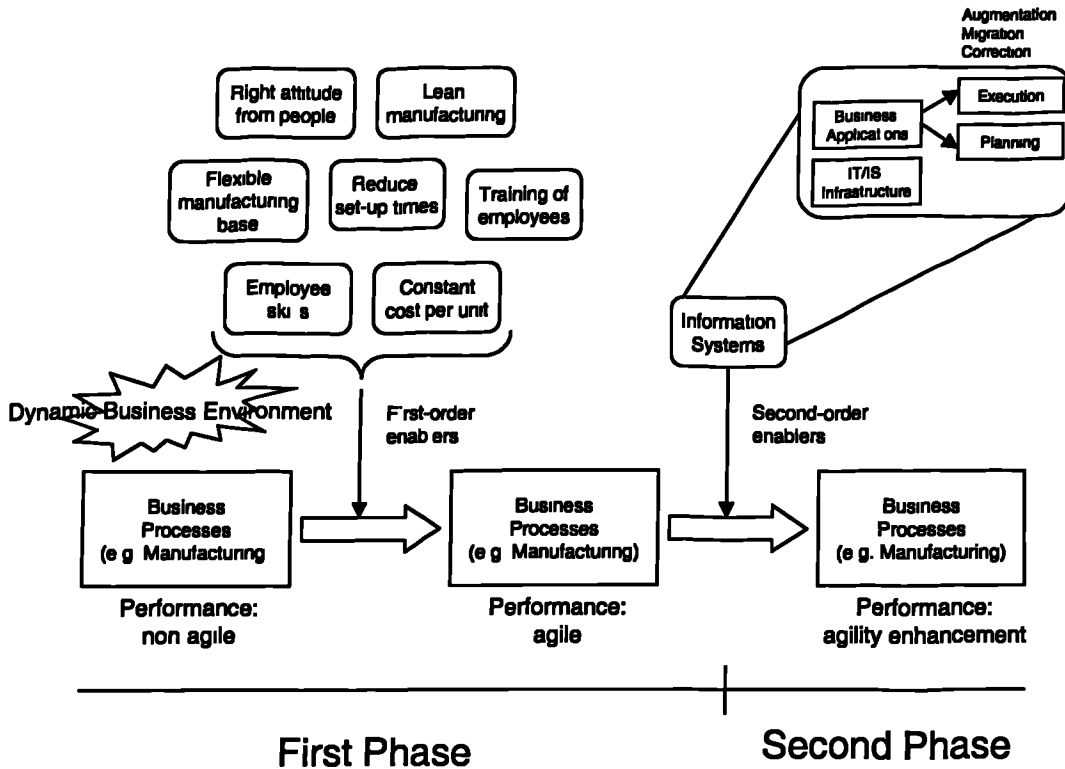 Augmentation
Migration
Correction
Right attitude
from people
Lean
manufacturing
Execution
Business
Applications
Planning
IT/IS
Infrastructure
Flexible
manufacturing
base
Reduce
set-up times
Training of
employees
Employee
ski s
Constant
cost per unit
Information
Systems
Dynamic Business Environment
First-order
enab ers
Second-order
enablers
Business
Processes
(e g Manufacturing
Business
Processes
(e g Manufacturing)
Business
Processes
(e g. Manufacturing)
Performance:
non agile
Performance:
agile
Performance:
agility enhancement
First Phase
Second Phase